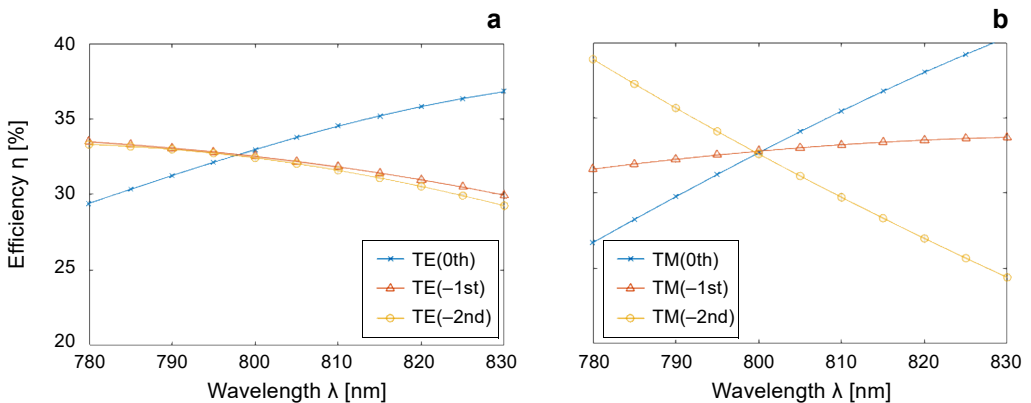 a
b
Efficiency η [%]
40
35
30
25
20
TE(0th)
TE(–1st)
TE(–2nd)
TM(0th)
TM(–1st)
TM(–2nd)
780 790 800 810 820 830
780 790 800 810 820 830
Wavelength λ [nm]
Wavelength λ [nm]